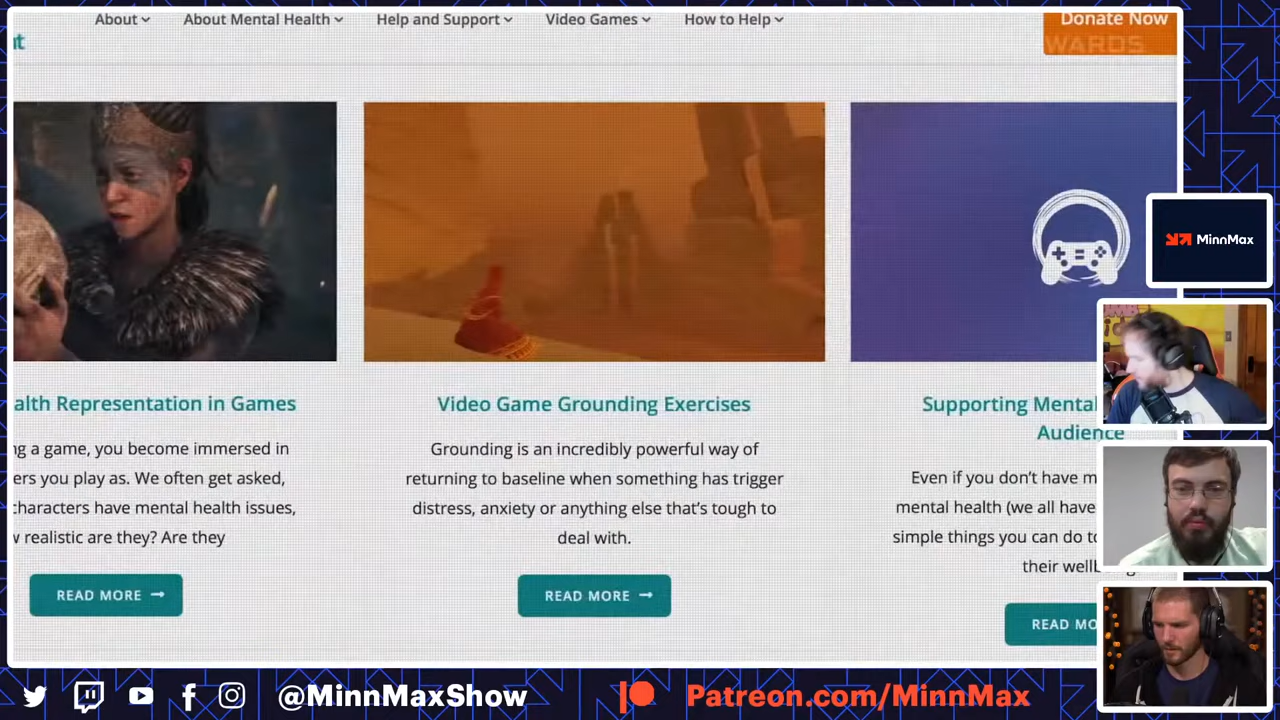 About
About Mental Health
Help and Support
Video Games
How to Help
Donate Now
WARDS
MinnMax
alth Representation in Games
ng a game, you become immersed in
ers you play as. We often get asked,
characters have mental health issues,
w realistic are they? Are they
READ MORE →
Video Game Grounding Exercises
Grounding is an incredibly powerful way of
returning to baseline when something has trigger
distress, anxiety or anything else that's tough to
deal with.
READ MORE →
Supporting Mental
Audience
Even if you don't have m
mental health (we all have
simple things you can do to
their wellb
READ MO
@MinnMaxShow
Patreon.com/MinnMax